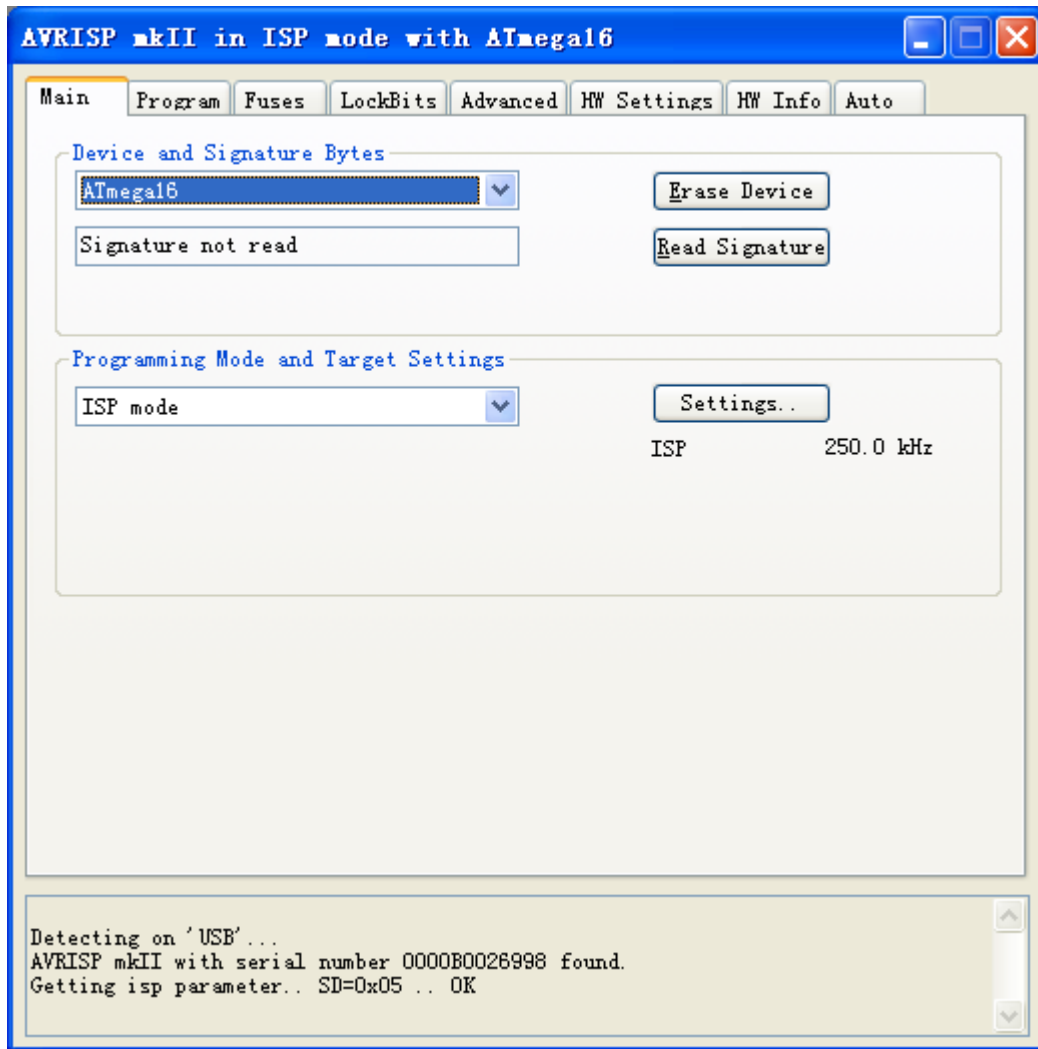 AVRISP mkII in ISP mode with ATmega16
Main Program Fuses LockBits Advanced HW Settings HW Info Auto
Device and Signature Bytes
ATmega16 Erase Device
Signature not read Read Signature
Programming Mode and Target Settings
ISP mode Settings..
ISP 250.0 kHz
Detecting on 'USB'...
AVRISP mkII with serial number 0000B0026998 found.
Getting isp parameter.. SD=0x05 .. OK